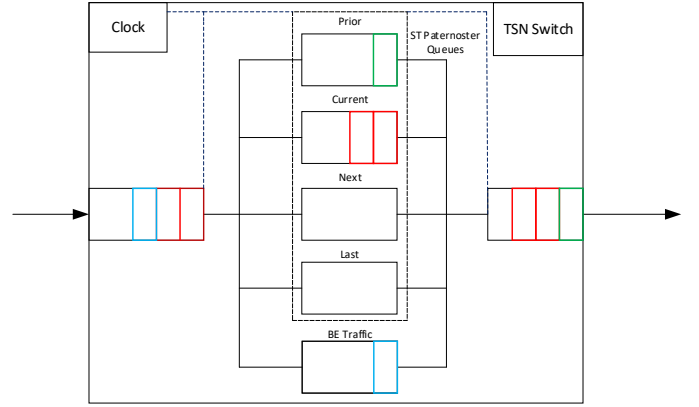 Clock
Prior
ST Paternoster
Queues
TSN Switch
Current
Next
Last
BE Traffic